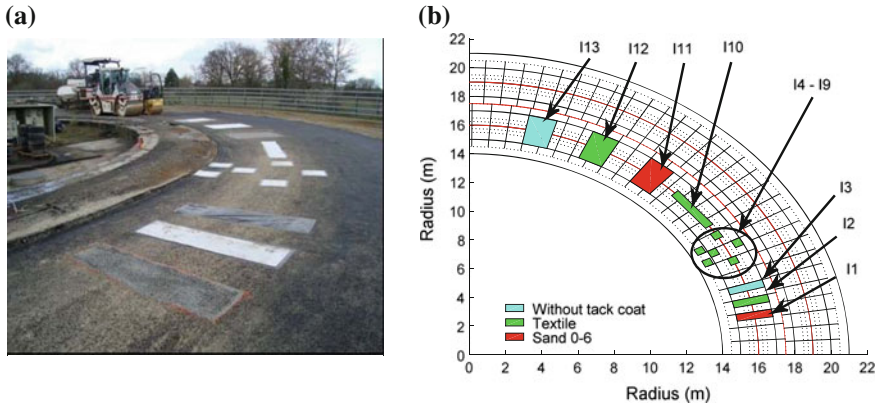 (a)
(b)
22
20
18
16
14
12
10
8
6
4
2
0
Radius (m)
I13
I12
I11
I10
I4 - I9
I3
I2
I1
Without tack coat
Textile
Sand 0-6
0 2 4 6 8 10 12 14 16 18 20 22
Radius (m)